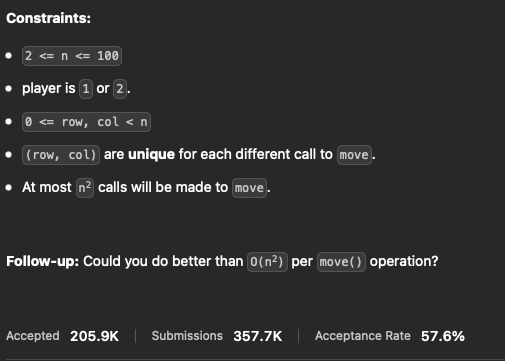 Constraints:
2 <= n <= 100
player is 1 or 2.
0 <= row, col < n
(row, col) are unique for each different call to move.
At most n² calls will be made to move.
Follow-up: Could you do better than O(n²) per move() operation?
Accepted 205.9K Submissions 357.7K Acceptance Rate 57.6%